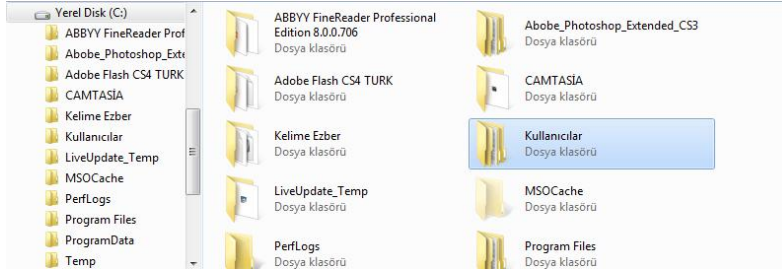 Yerel Disk (C:)
ABBYY FineReader Prof
Abobe_Photoshop_Exte
Adobe Flash CS4 TURK
CAMTASİA
Kelime Ezber
Kullanıcılar
LiveUpdate_Temp
MSOCache
PerfLogs
Program Files
ProgramData
Temp
ABBYY FineReader Professional
Edition 8.0.0.706
Dosya klasörü
Abobe_Photoshop_Extended_CS3
Dosya klasörü
Adobe Flash CS4 TURK
Dosya klasörü
CAMTASİA
Dosya klasörü
Kelime Ezber
Dosya klasörü
Kullanıcılar
Dosya klasörü
LiveUpdate_Temp
Dosya klasörü
MSOCache
Dosya klasörü
PerfLogs
Dosya klasörü
Program Files
Dosya klasörü